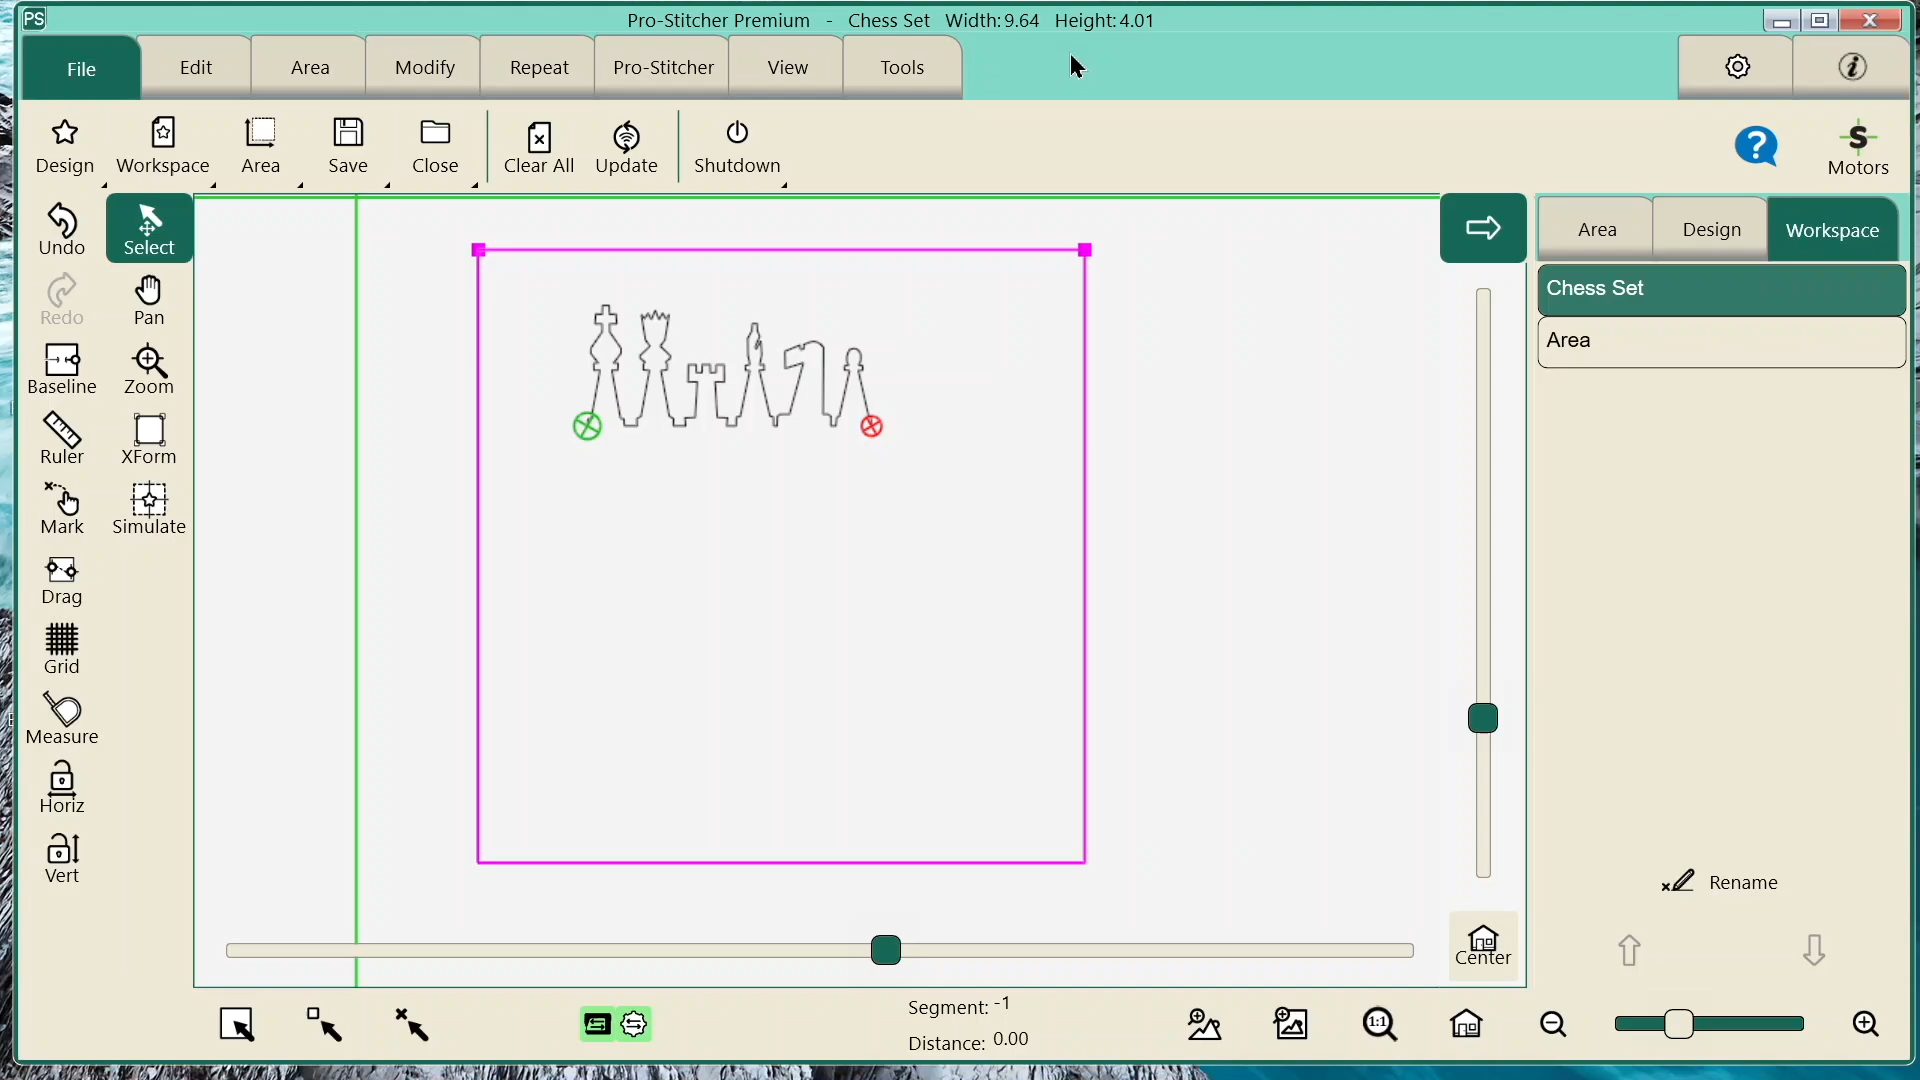 PS
Pro-Stitcher Premium - Chess Set Width: 9.64 Height: 4.01
File Edit Area Modify Repeat Pro-Stitcher View Tools
Design Workspace Area Save Close Clear All Update Shutdown
S
Motors
Undo Select
Redo Pan
Baseline Zoom
Ruler XForm
Mark Simulate
Drag
Grid
Measure
Horiz
Vert
Area Design Workspace
Chess Set
Area
Rename
Center
Segment: -1
Distance: 0.00
1:1